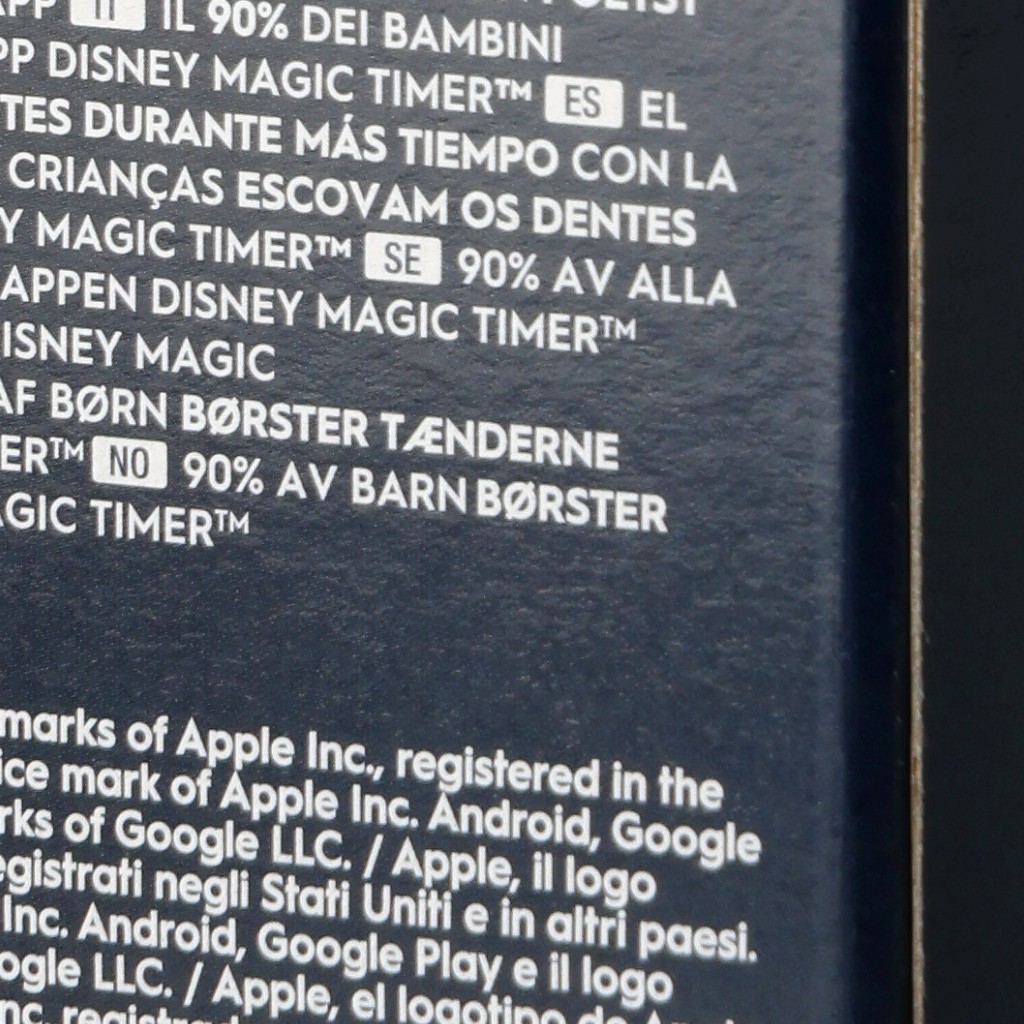 IT IL 90% DEI BAMBINI
DISNEY MAGIC TIMER™ ES EL
DURANTE MÁS TIEMPO CON LA
CRIANÇAS ESCOVAM OS DENTES
MAGIC TIMER™ SE 90% AV ALLA
APPEN DISNEY MAGIC TIMER™
ISNEY MAGIC
AF BØRN BØRSTER TÆNDERNE
ER™ NO 90% AV BARN BØRSTER
TIMER™
marks of Apple Inc., registered in the
ice mark of Apple Inc. Android, Google
rks of Google LLC. / Apple, il logo
egistrati negli Stati Uniti e in altri paesi.
Inc. Android, Google Play e il logo
ogle LLC. / Apple, el logotipo de